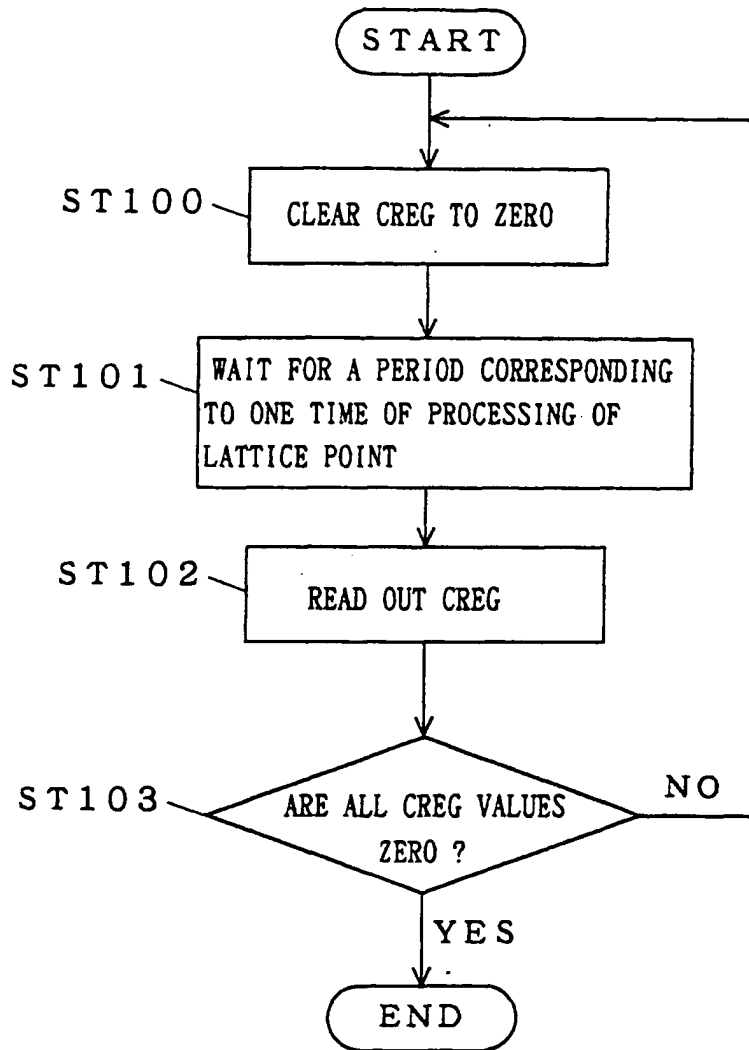 START
ST100
CLEAR CREG TO ZERO
ST101
WAIT FOR A PERIOD CORRESPONDING
TO ONE TIME OF PROCESSING OF
LATTICE POINT
ST102
READ OUT CREG
ST103
ARE ALL CREG VALUES
ZERO ?
NO
YES
END